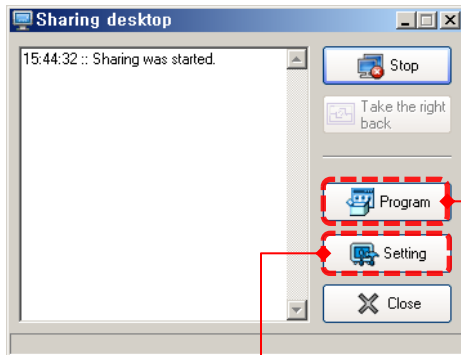 Sharing desktop
15:44:32 :: Sharing was started.
Stop
Take the right
back
Program
Setting
Close